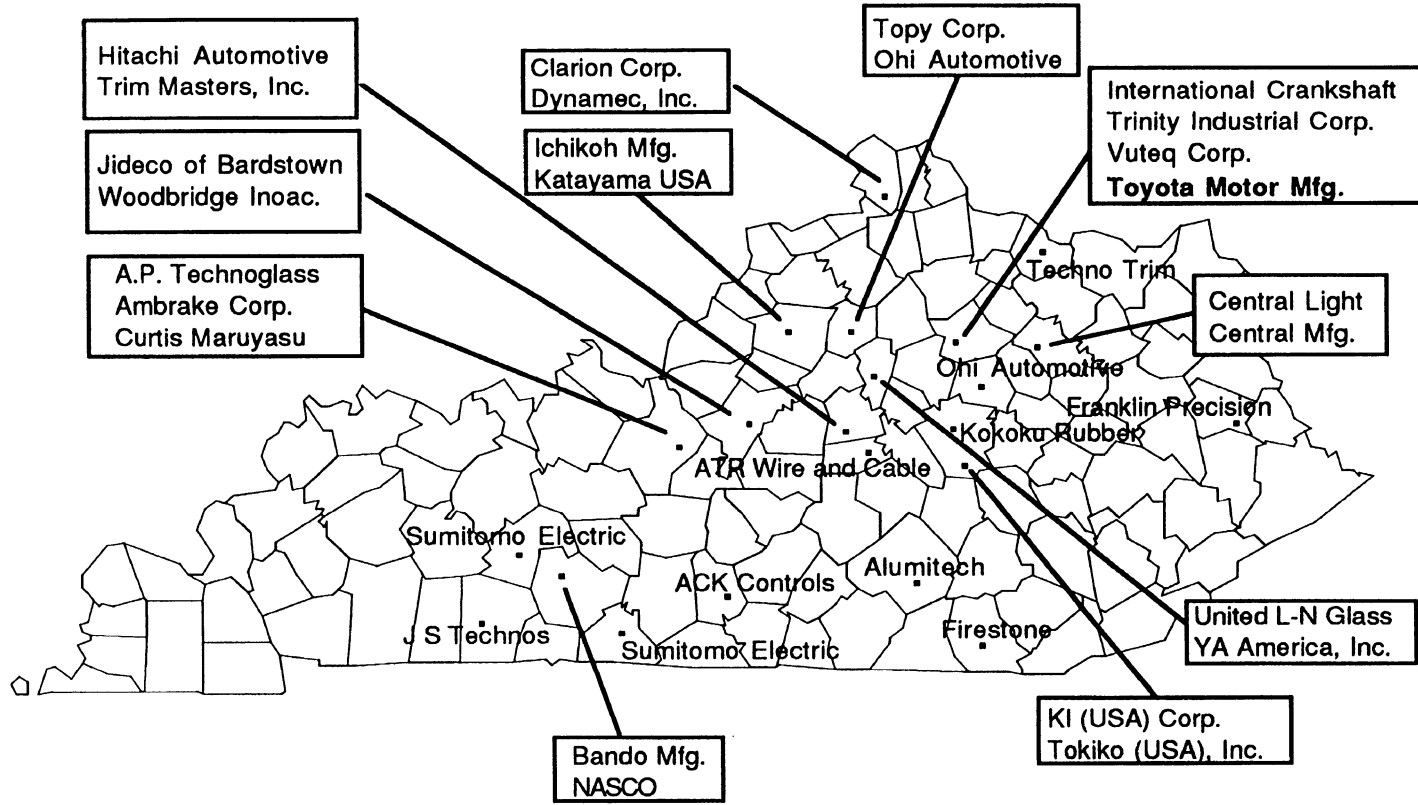 Topy Corp.
Ohi Automotive
Hitachi Automotive
Trim Masters, Inc.
Clarion Corp.
Dynamec, Inc.
International Crankshaft
Trinity Industrial Corp.
Vuteq Corp.
Toyota Motor Mfg.
Jideco of Bardstown
Woodbridge Inoac.
Ichikoh Mfg.
Katayama USA
A.P. Technoglass
Ambrake Corp.
Curtis Maruyasu
Techno Trim
Central Light
Central Mfg.
Ohi Automotive
Franklin Precision
Kokoku Rubber
ATR Wire and Cable
Sumitomo Electric
ACK Controls
Alumitech
J S Technos
Sumitomo Electric
Firestone
United L-N Glass
YA America, Inc.
KI (USA) Corp.
Tokiko (USA), Inc.
Bando Mfg.
NASCO